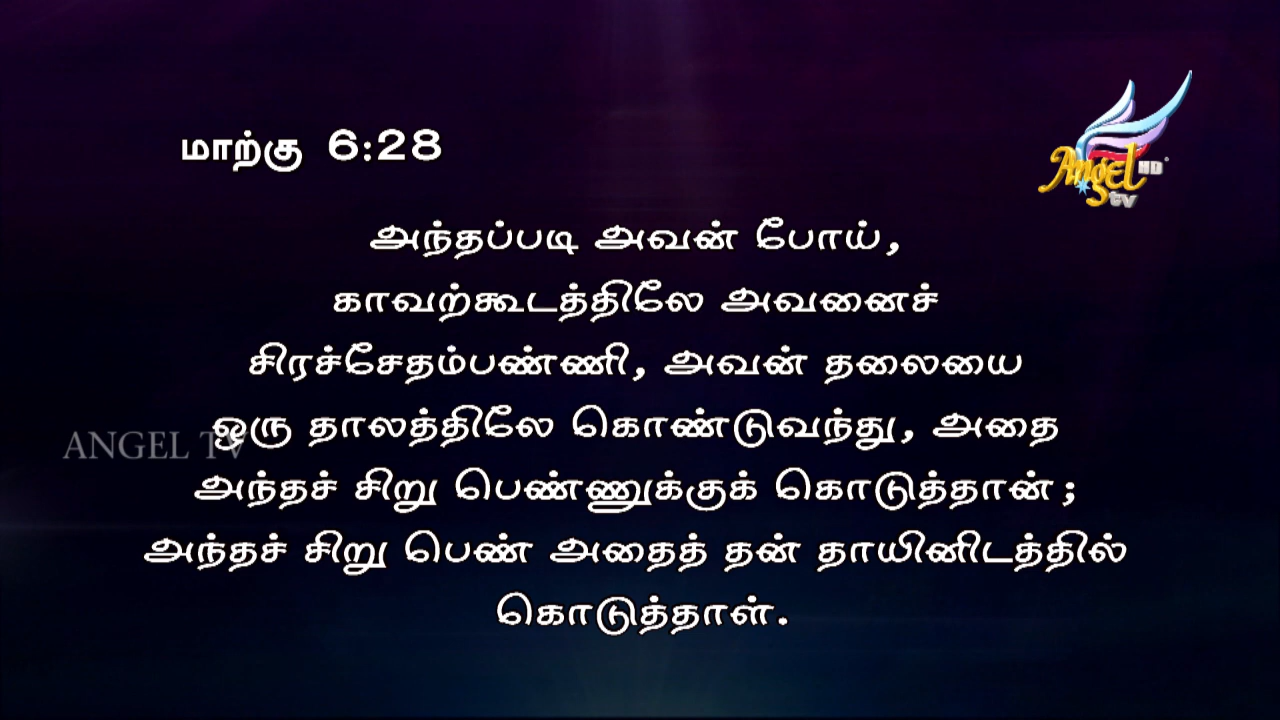 மாற்கு 6:28
Angel HD
tv
அந்தப்படி அவன் போய்,
காவற்கூடத்திலே அவனைச்
சிரச்சேதம்பண்ணி, அவன் தலையை
ஒரு தாலத்திலே கொண்டுவந்து, அதை
ANGEL TV
அந்தச் சிறு பெண்ணுக்குக் கொடுத்தான்;
அந்தச் சிறு பெண் அதைத் தன் தாயினிடத்தில்
கொடுத்தாள்.